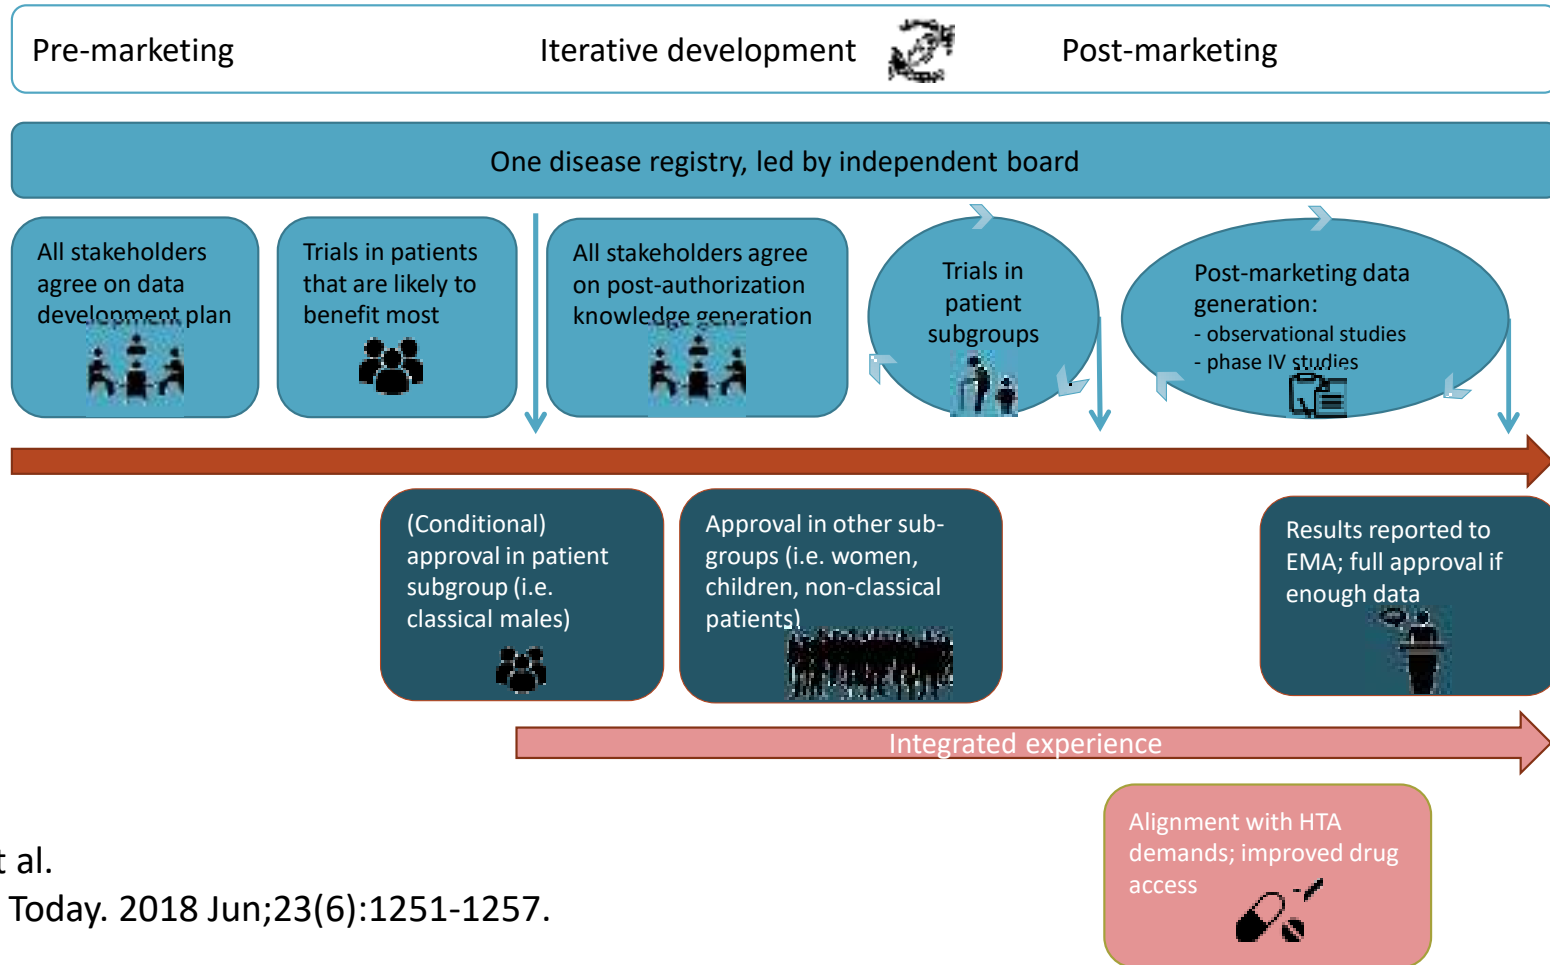 Pre-marketing
Iterative development
Post-marketing
One disease registry, led by independent board
All stakeholders
agree on data
development plan
Trials in patients
that are likely to
benefit most
All stakeholders agree
on post-authorization
knowledge generation
Trials in
patient
subgroups
Post-marketing data
generation:
- observational studies
- phase IV studies
(Conditional)
approval in patient
subgroup (i.e.
classical males)
Approval in other sub-
groups (i.e. women,
children, non-classical
patients)
Results reported to
EMA; full approval if
enough data
Integrated experience
Alignment with HTA
demands; improved drug
access
t al.
Today. 2018 Jun;23(6):1251-1257.